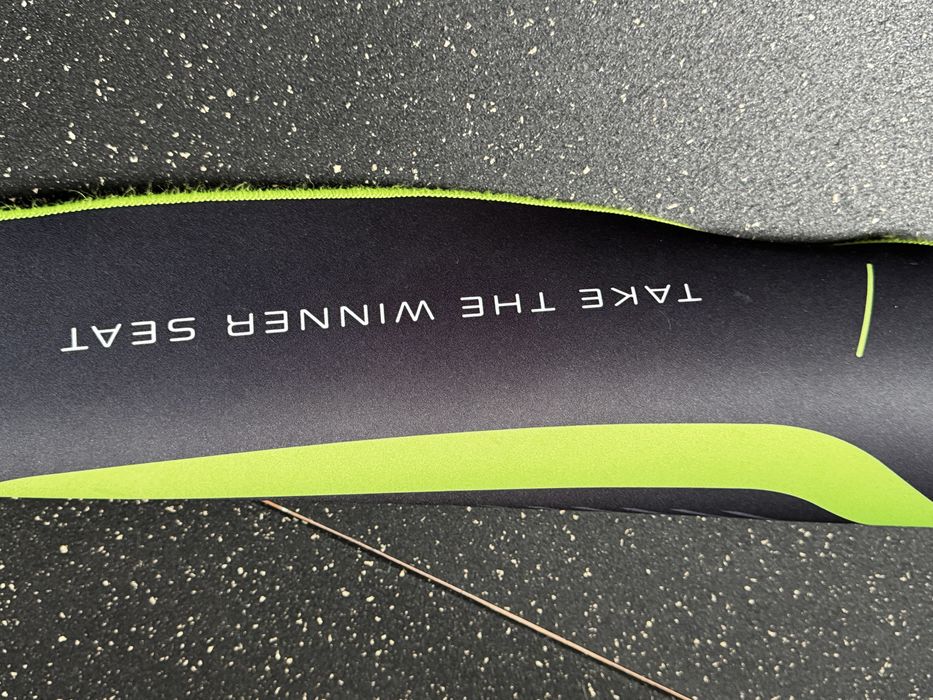 TAKE THE WINNER SEAT